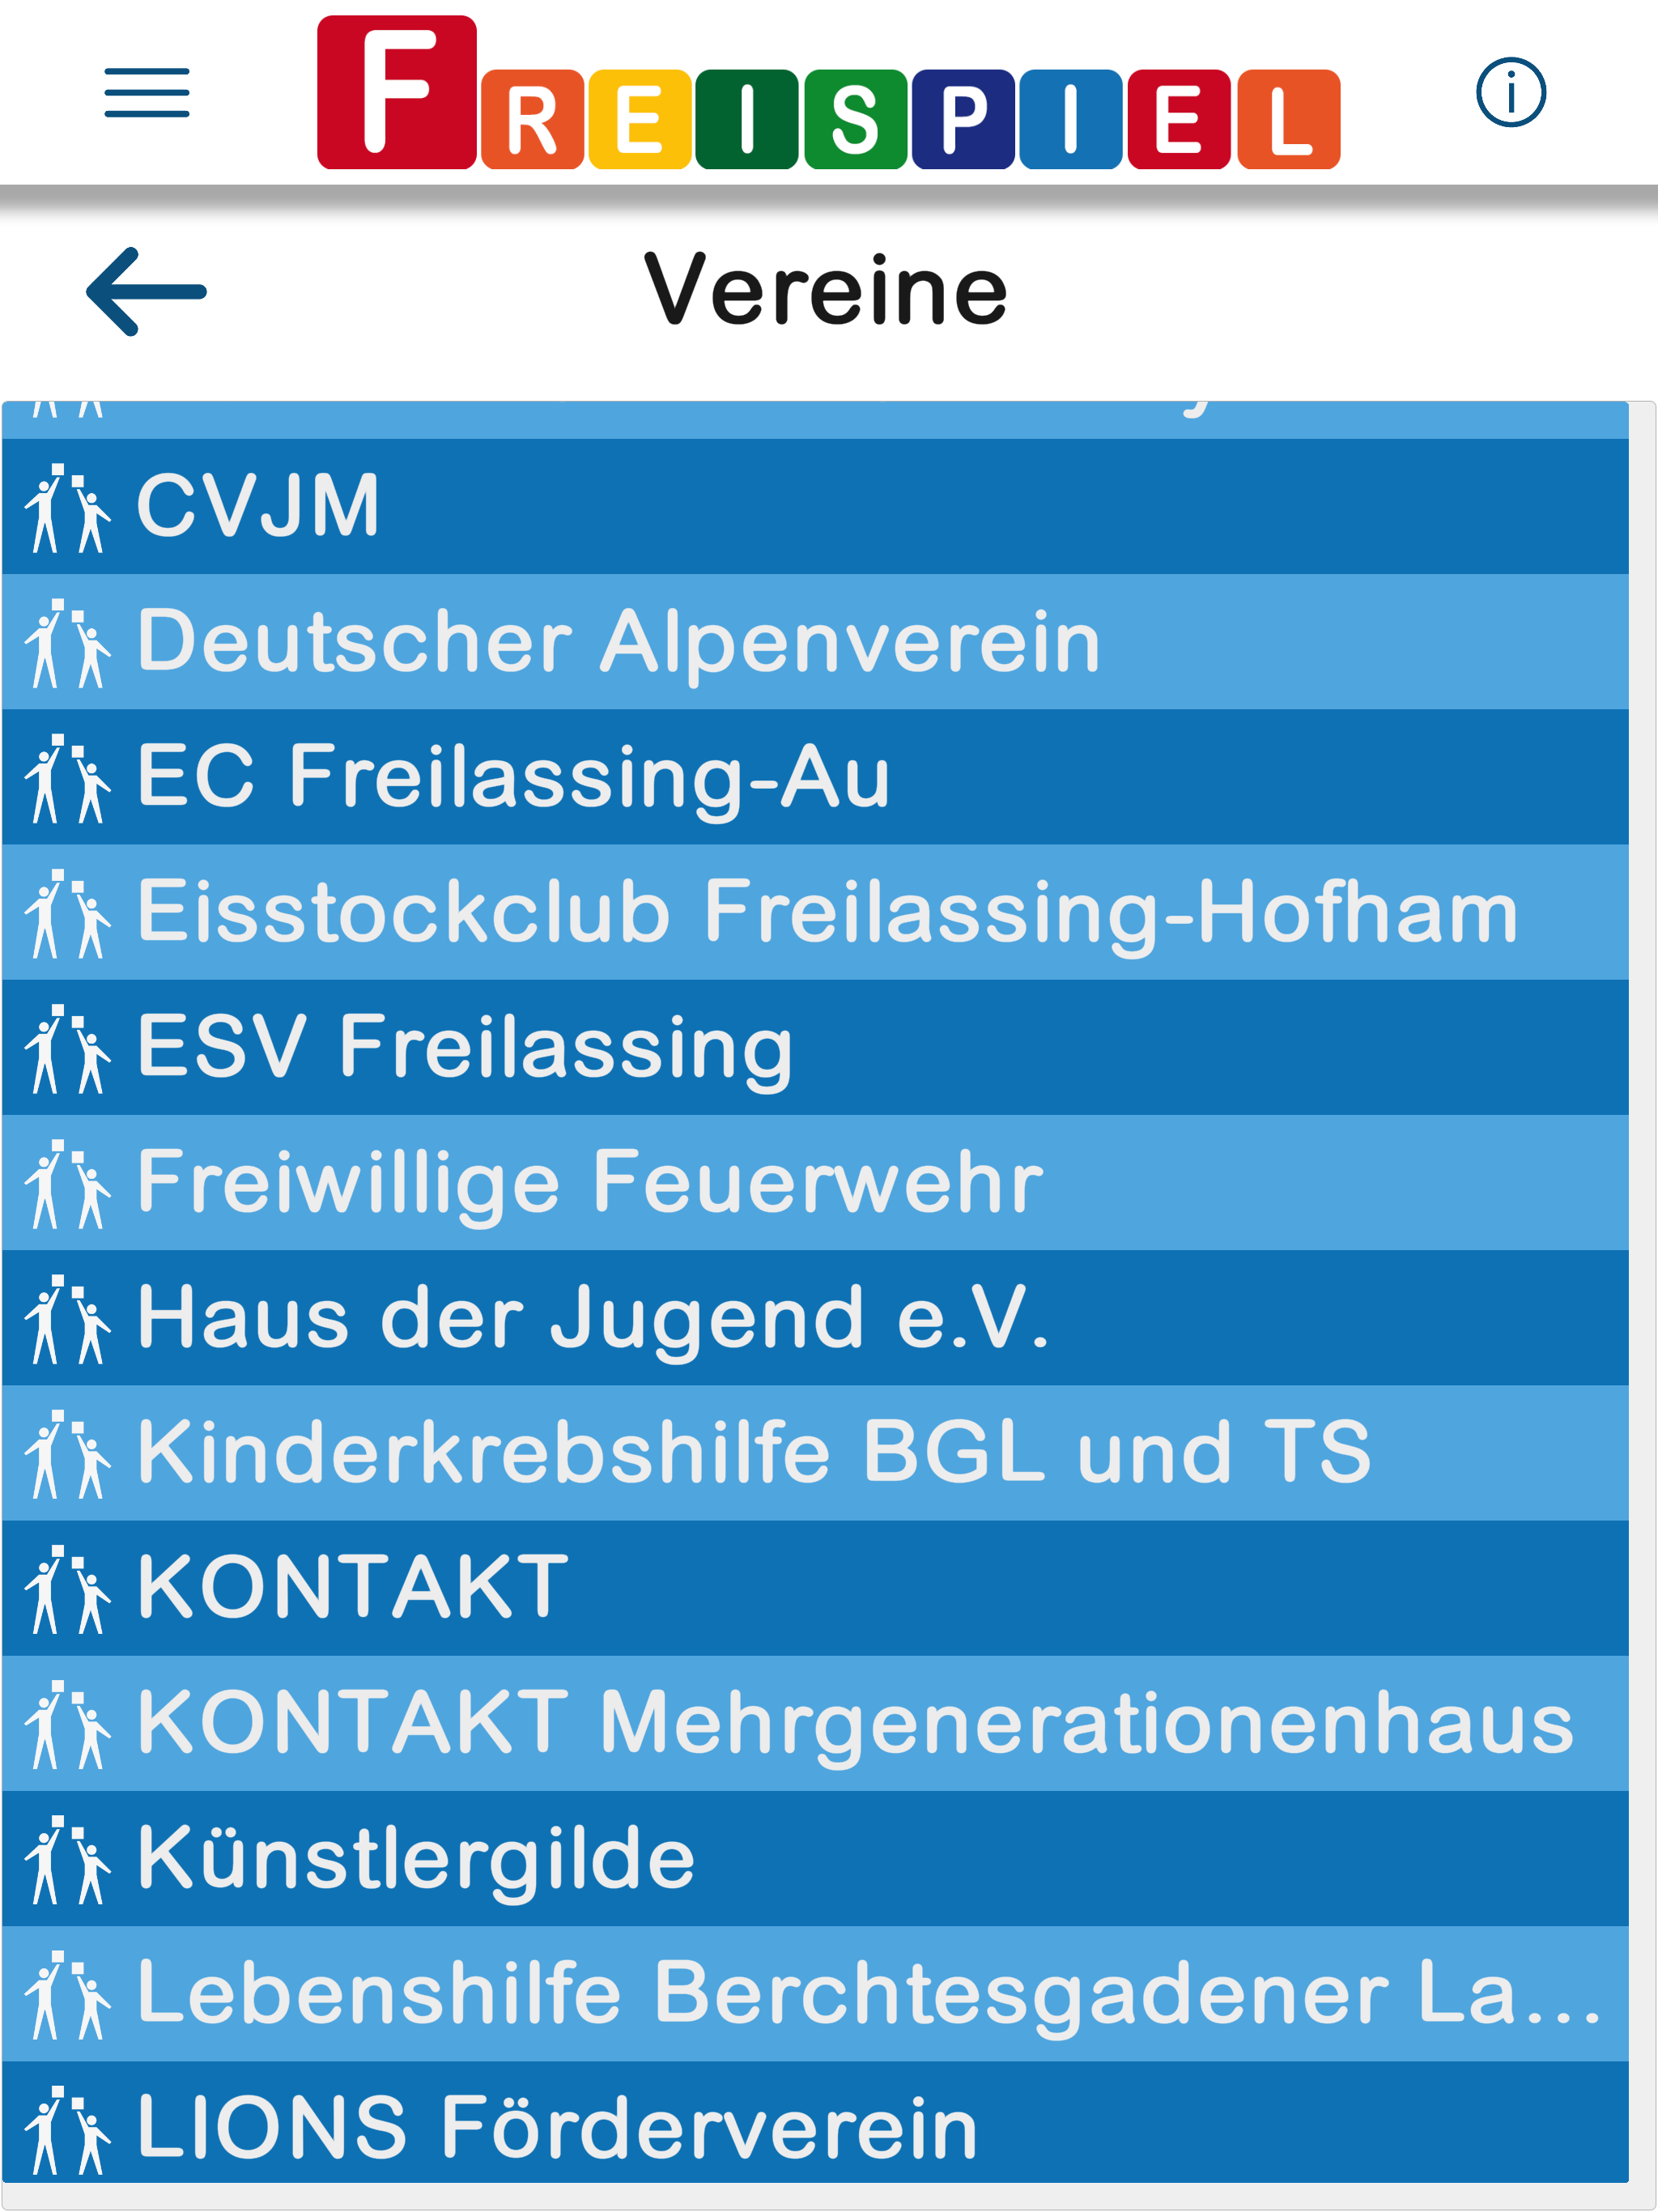 FREISPIEL
Vereine
CVJM
Deutscher Alpenverein
EC Freilassing-Au
Eisstockclub Freilassing-Hofham
ESV Freilassing
Freiwillige Feuerwehr
Haus der Jugend e.V.
Kinderkrebshilfe BGL und TS
KONTAKT
KONTAKT Mehrgenerationenhaus
Künstlergilde
Lebenshilfe Berchtesgadener La...
LIONS Förderverein